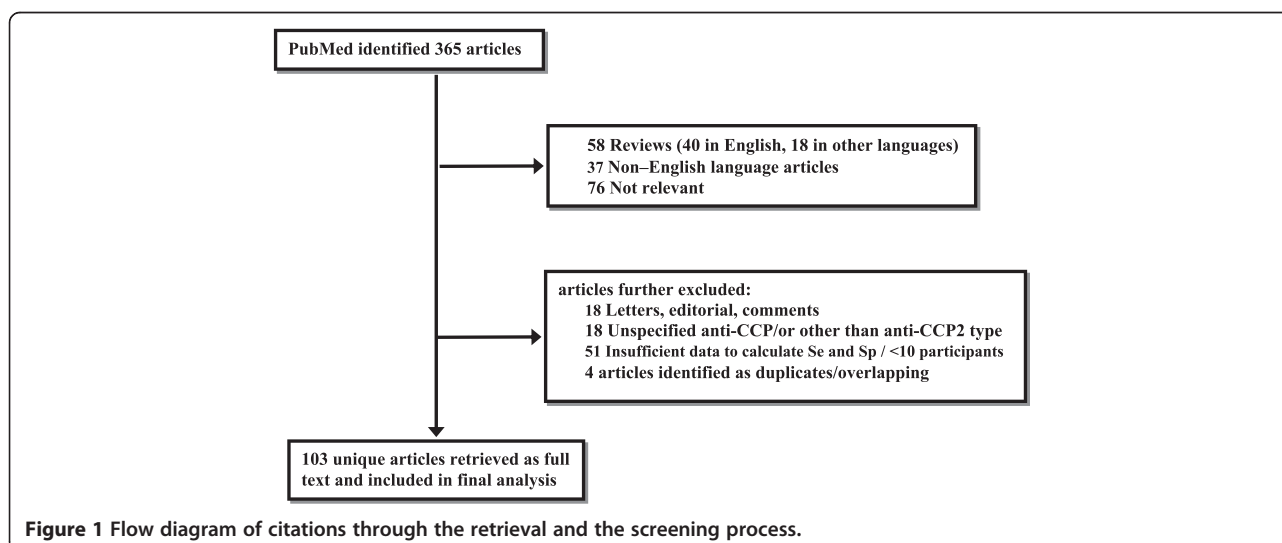 PubMed identified 365 articles
58 Reviews (40 in English, 18 in other languages)
37 Non–English language articles
76 Not relevant
articles further excluded:
18 Letters, editorial, comments
18 Unspecified anti-CCP/or other than anti-CCP2 type
51 Insufficient data to calculate Se and Sp / <10 participants
4 articles identified as duplicates/overlapping
103 unique articles retrieved as full
text and included in final analysis
Figure 1 Flow diagram of citations through the retrieval and the screening process.